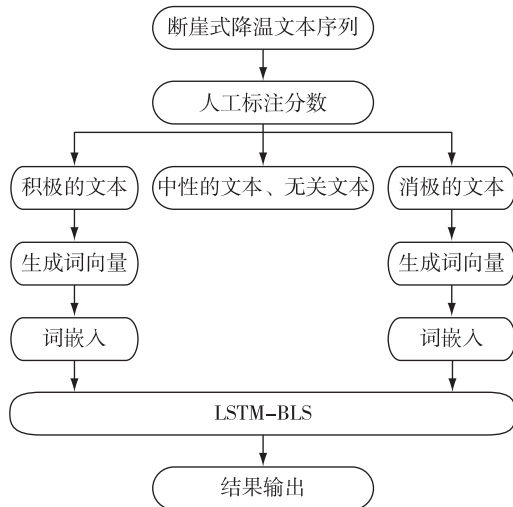 断崖式降温文本序列
人工标注分数
积极的文本
中性的文本、无关文本
消极的文本
生成词向量
生成词向量
词嵌入
词嵌入
LSTM-BLS
结果输出